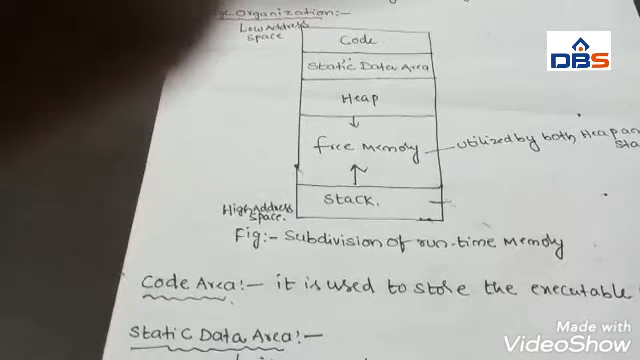 Organization:-
Low Address
Space
Code
Static Data Area
Heap
free Memory
utilized by both Heap an
Sta
Stack.
High Address
Space.
Fig:- Subdivision of run-time Memory
Code Area:- it is used to store the executable
Static Data Area:-
DBS
Made with
VideoShow